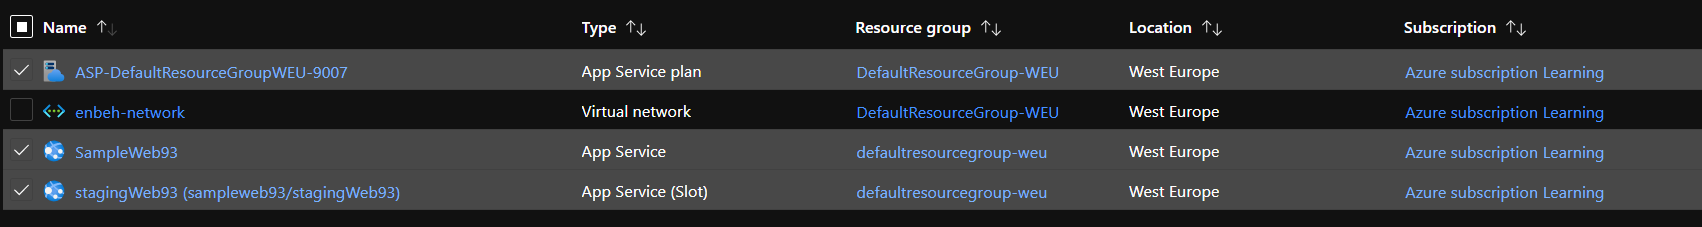 Name Type Resource group Location Subscription
ASP-DefaultResourceGroupWEU-9007 App Service plan DefaultResourceGroup-WEU West Europe Azure subscription Learning
enbeh-network Virtual network DefaultResourceGroup-WEU West Europe Azure subscription Learning
SampleWeb93 App Service defaultresourcegroup-weu West Europe Azure subscription Learning
stagingWeb93 (sampleweb93/stagingWeb93) App Service (Slot) defaultresourcegroup-weu West Europe Azure subscription Learning